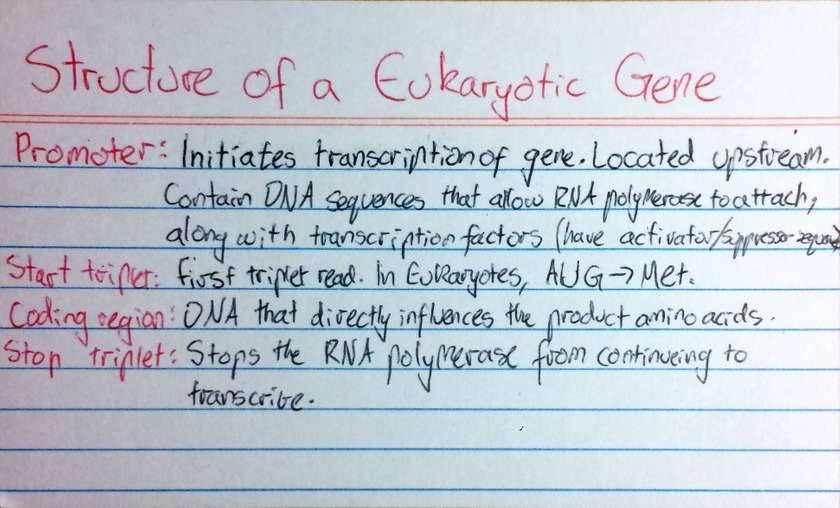 Structure of a Eukaryotic Gene
Promoter: Initiates transcription of gene. Located upstream.
Contain DNA sequences that allow RNA polymerase to attach,
along with transcription factors (have activator/suppressor
Start triplet: First triplet read. In Eukaryotes, AUG → Met.
Coding region: DNA that directly influences the product amino acids.
Stop triplet: Stops the RNA polymerase from continueing to
transcribe.